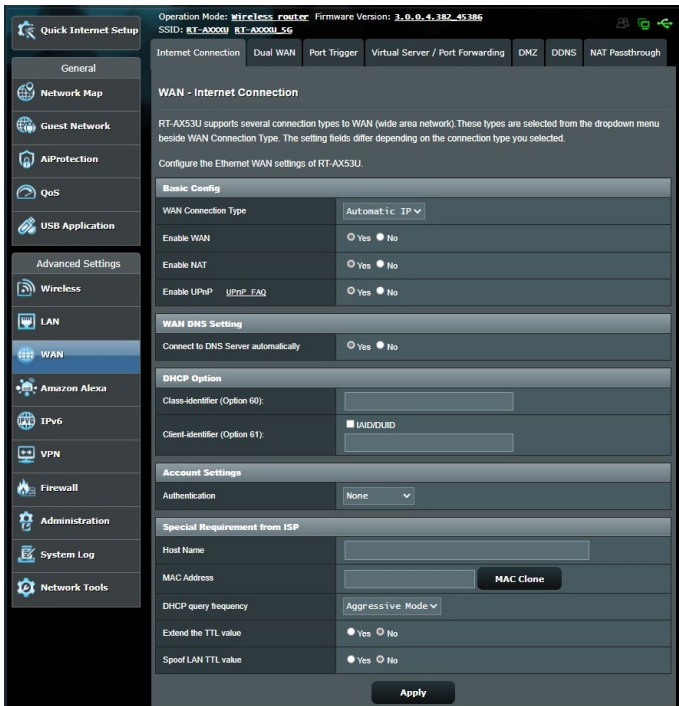 Quick Internet Setup
General
Network Map
Guest Network
AiProtection
QoS
USB Application
Advanced Settings
Wireless
LAN
WAN
Amazon Alexa
IPv6
VPN
Firewall
Administration
System Log
Network Tools
Operation Mode: Wireless router Firmware Version: 3.0.0.4.382_45386
SSID: RT-AXXXU RT-AXXXU_5G
Internet Connection Dual WAN Port Trigger Virtual Server / Port Forwarding DMZ DDNS NAT Passthrough
WAN - Internet Connection
RT-AX53U supports several connection types to WAN (wide area network).These types are selected from the dropdown menu
beside WAN Connection Type. The setting fields differ depending on the connection type you selected.
Configure the Ethernet WAN settings of RT-AX53U.
Basic Config
WAN Connection Type Automatic IP
Enable WAN Yes No
Enable NAT Yes No
Enable UPnP UPnP FAQ Yes No
WAN DNS Setting
Connect to DNS Server automatically Yes No
DHCP Option
Class-identifier (Option 60):
Client-identifier (Option 61): IAID/DUID
Account Settings
Authentication None
Special Requirement from ISP
Host Name
MAC Address MAC Clone
DHCP query frequency Aggressive Mode
Extend the TTL value Yes No
Spoof LAN TTL value Yes No
Apply